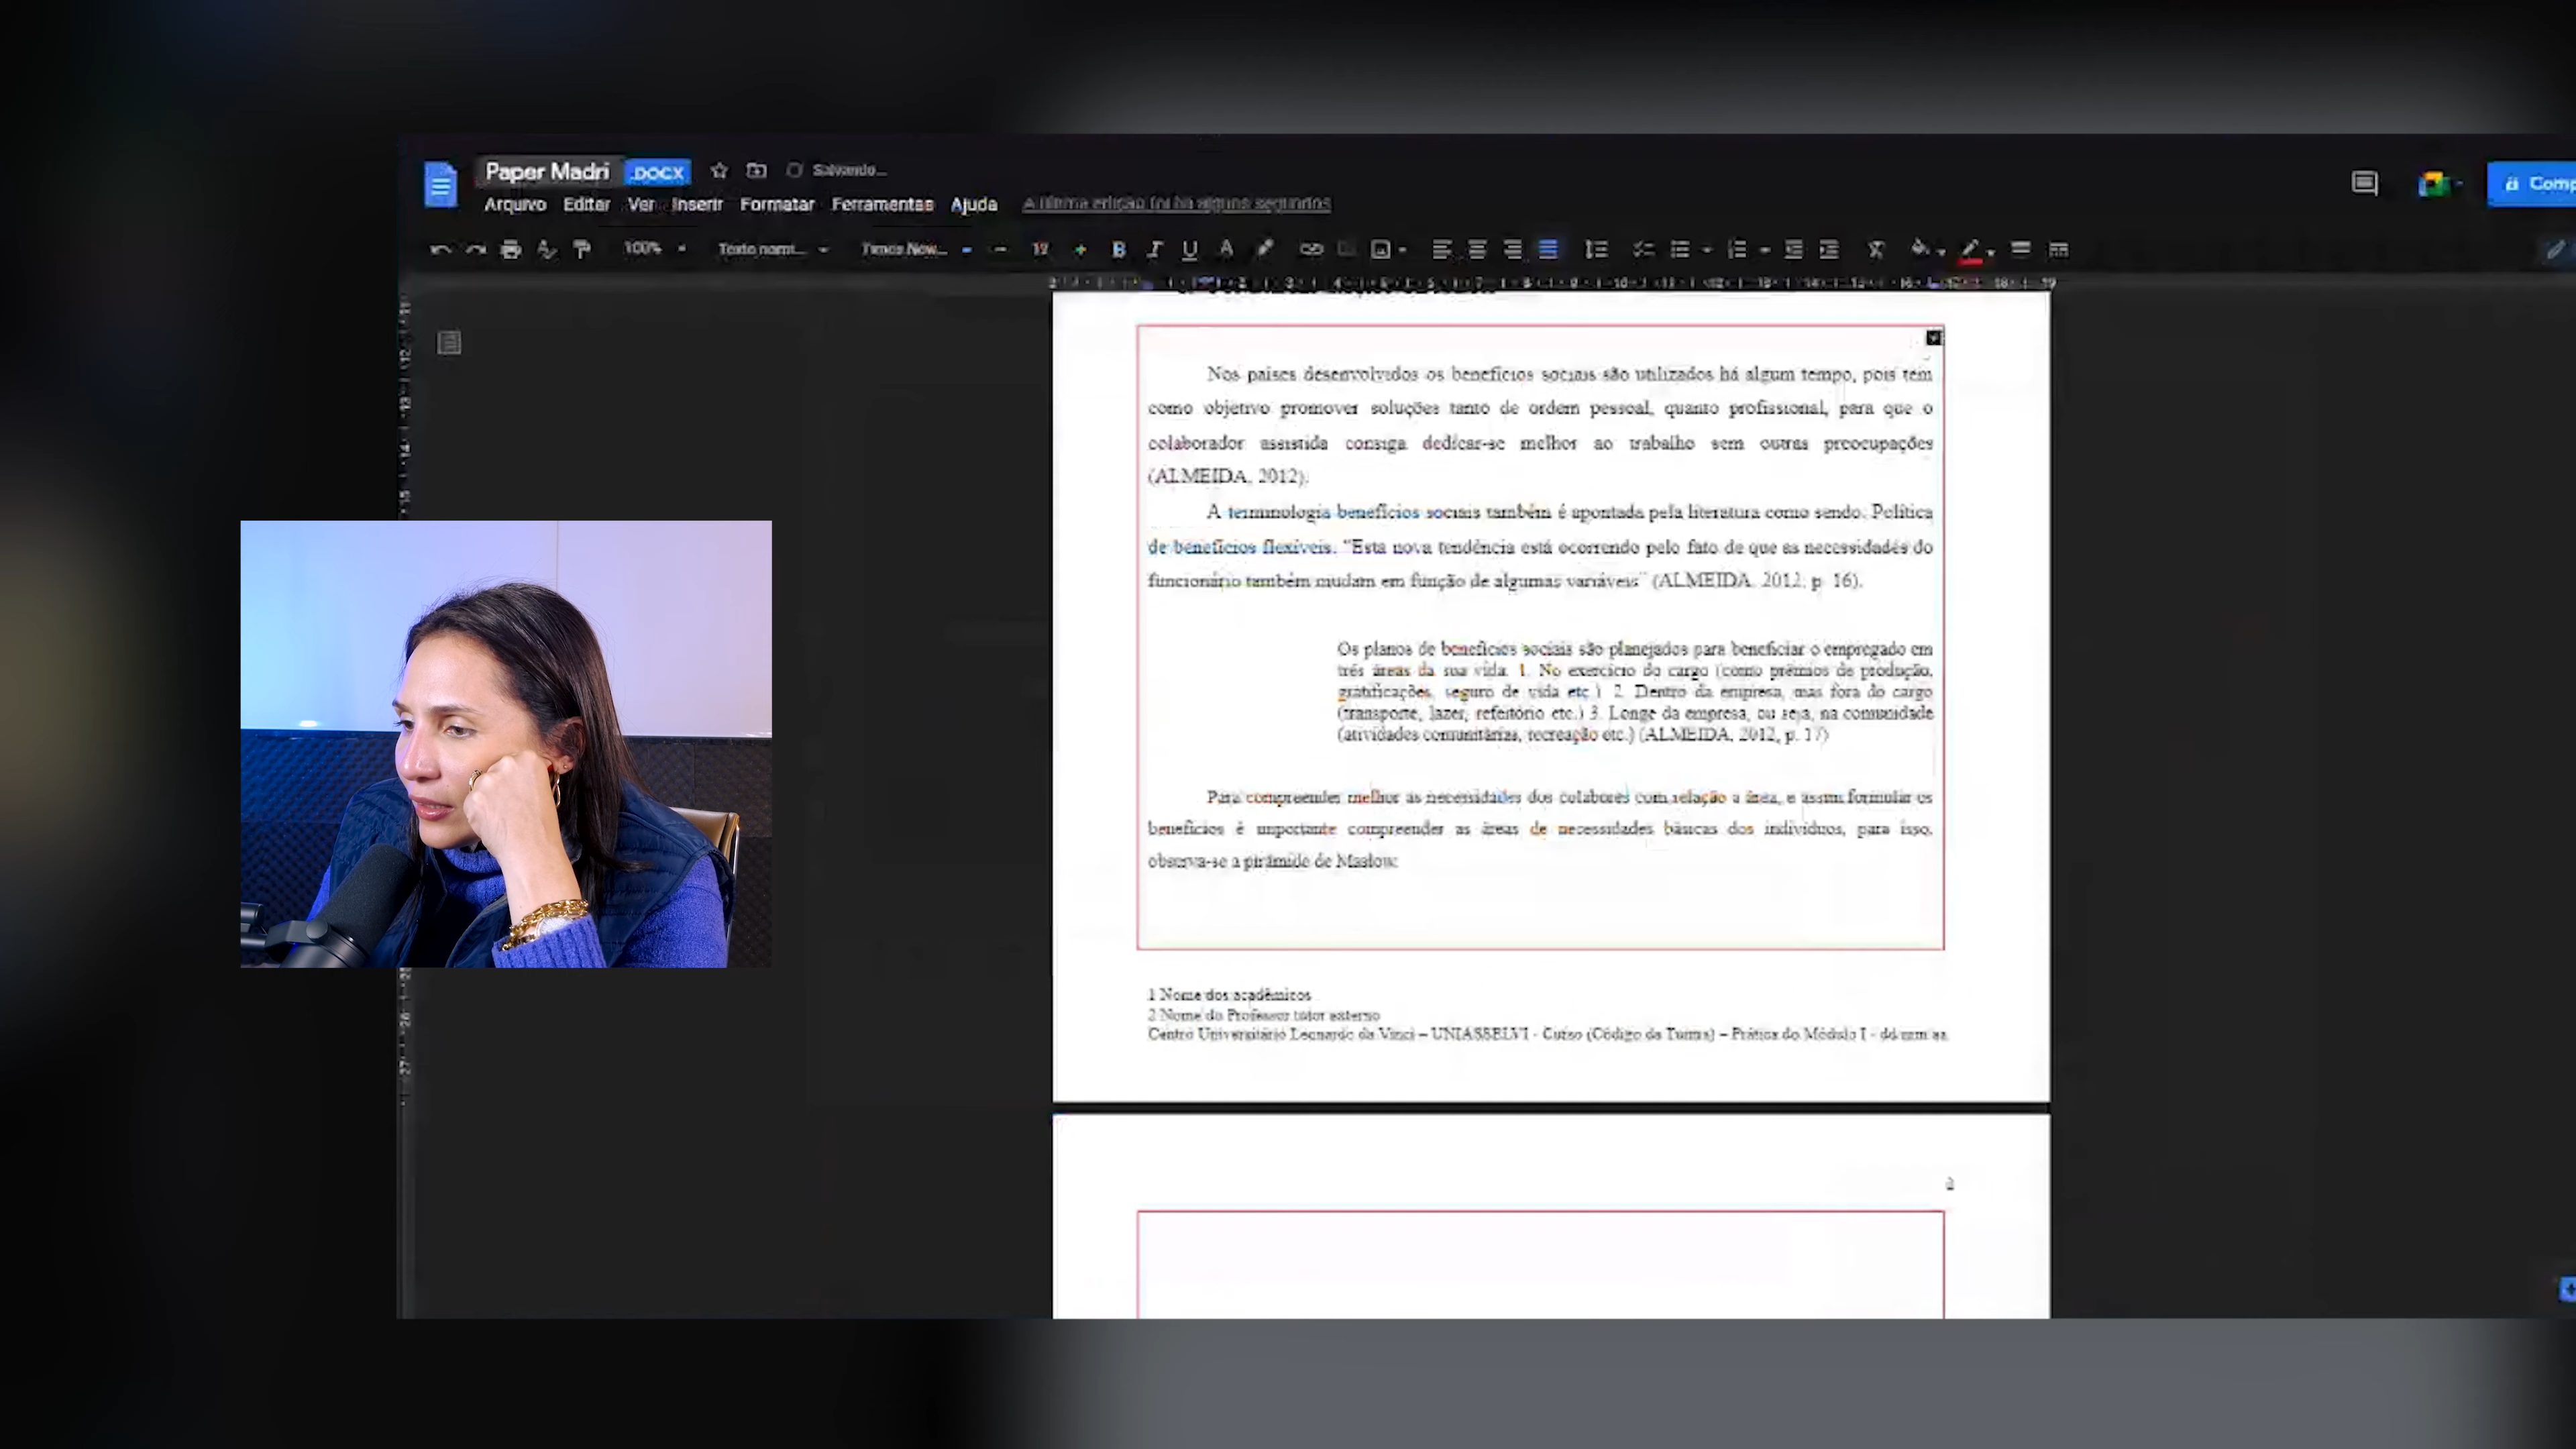 Paper Madri .DOCX Salvando...
Arquivo Editar Ver Inserir Formatar Ferramentas Ajuda A última edição foi há alguns segundos
100% Texto norm... Times New... 12
Comp
Nos países desenvolvidos os benefícios sociais são utilizados há algum tempo, pois tem
como objetivo promover soluções tanto de ordem pessoal, quanto profissional, para que o
colaborador assistida consiga dedicar-se melhor ao trabalho sem outras preocupações
(ALMEIDA, 2012).
A terminologia benefícios sociais também é apontada pela literatura como sendo. Política
de benefícios flexíveis. "Esta nova tendência está ocorrendo pelo fato de que as necessidades do
funcionário também mudam em função de algumas variáveis" (ALMEIDA, 2012, p. 16).
Os planos de benefícios sociais são planejados para beneficiar o empregado em
três áreas da sua vida. 1. No exercício do cargo (como prêmios de produção,
gratificações, seguro de vida etc.) 2. Dentro da empresa, mas fora do cargo
(transporte, lazer, refeitório etc.) 3. Longe da empresa, ou seja, na comunidade
(atividades comunitárias, recreação etc.) (ALMEIDA, 2012, p. 17)
Para compreender melhor as necessidades dos colabores com relação a área, e assim formular os
benefícios é importante compreender as áreas de necessidades básicas dos indivíduos, para isso,
observa-se a pirâmide de Maslow:
1 Nome dos acadêmicos
2 Nome do Professor tutor externo
Centro Universitário Leonardo da Vinci – UNIASSELVI - Curso (Código da Turma) – Prática do Módulo I - dd/mm/aa